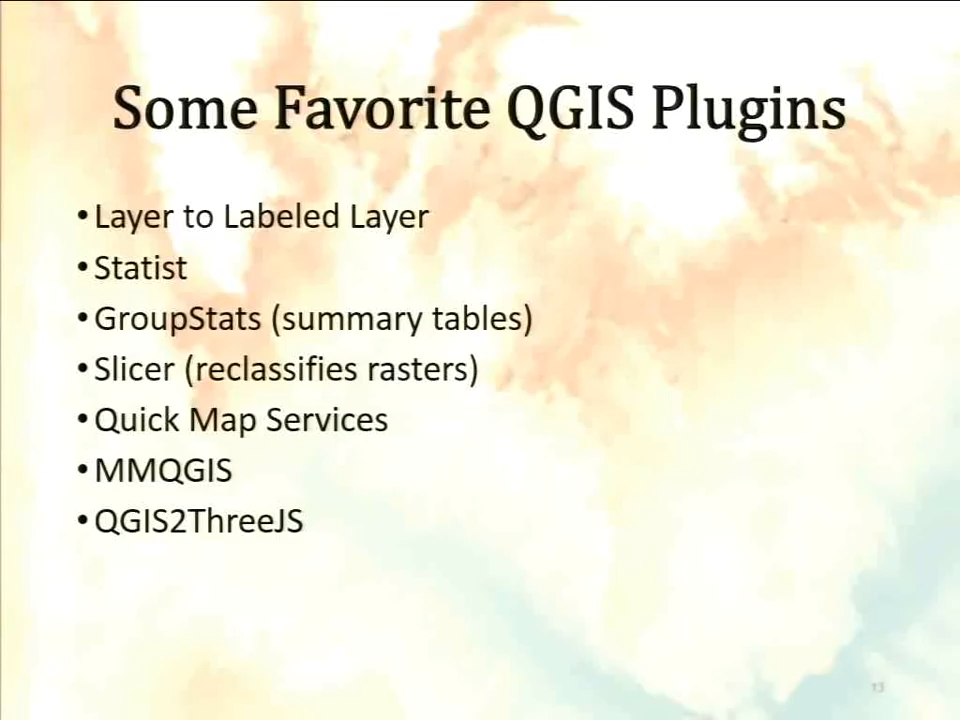 Some Favorite QGIS Plugins
•Layer to Labeled Layer
•Statist
•GroupStats (summary tables)
•Slicer (reclassifies rasters)
•Quick Map Services
•MMQGIS
•QGIS2ThreeJS
13